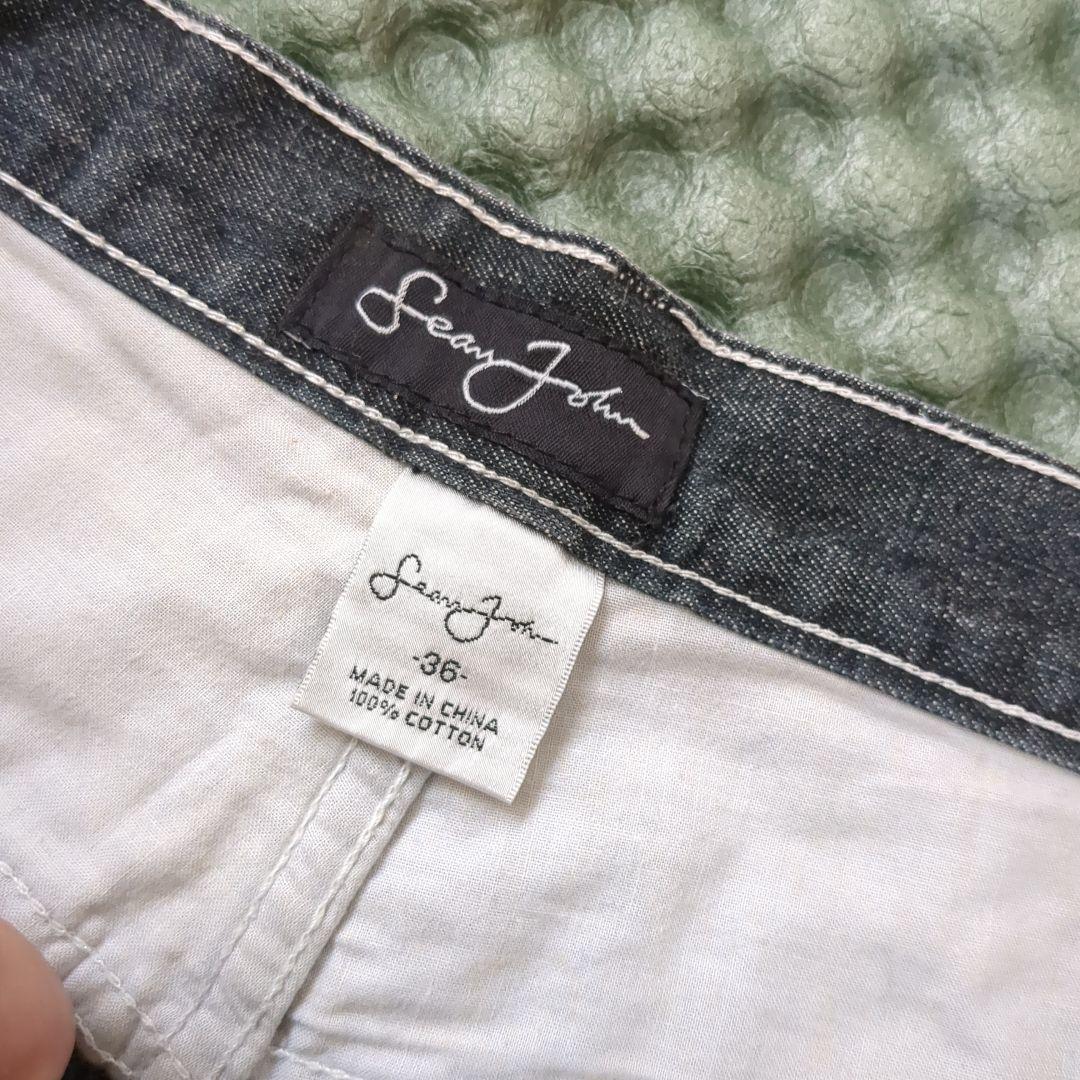 Sean John
Sean John
-36-
MADE IN CHINA
100% COTTON